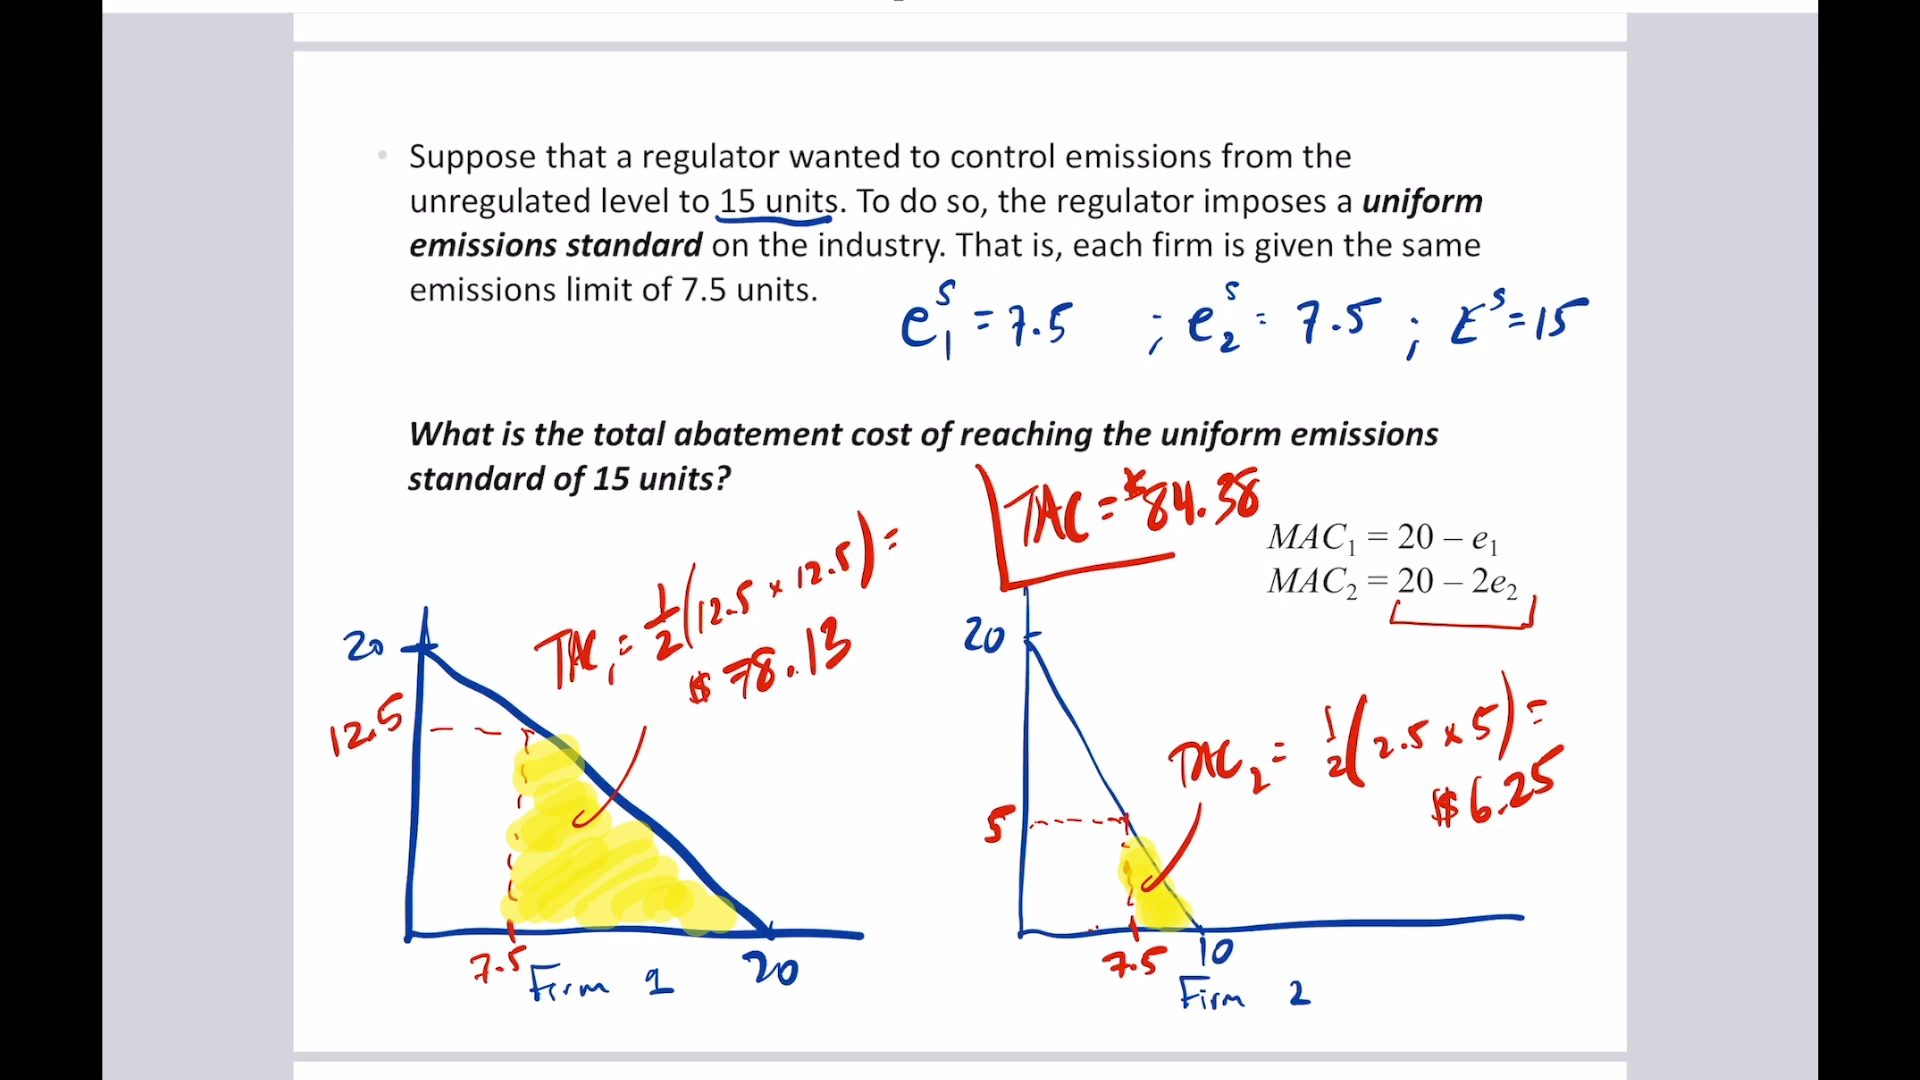 • Suppose that a regulator wanted to control emissions from the
unregulated level to 15 units. To do so, the regulator imposes a uniform
emissions standard on the industry. That is, each firm is given the same
emissions limit of 7.5 units.
e₁ˢ = 7.5 ; e₂ˢ = 7.5 ; Eˢ = 15
What is the total abatement cost of reaching the uniform emissions
standard of 15 units?
TAC = $84.38
MAC₁ = 20 – e₁
MAC₂ = 20 – 2e₂
TAC₁ = ½(12.5 × 12.5) =
$78.13
20
12.5
7.5
20
Firm 1
20
TAC₂ = ½(2.5 × 5) =
$6.25
5
7.5
10
Firm 2